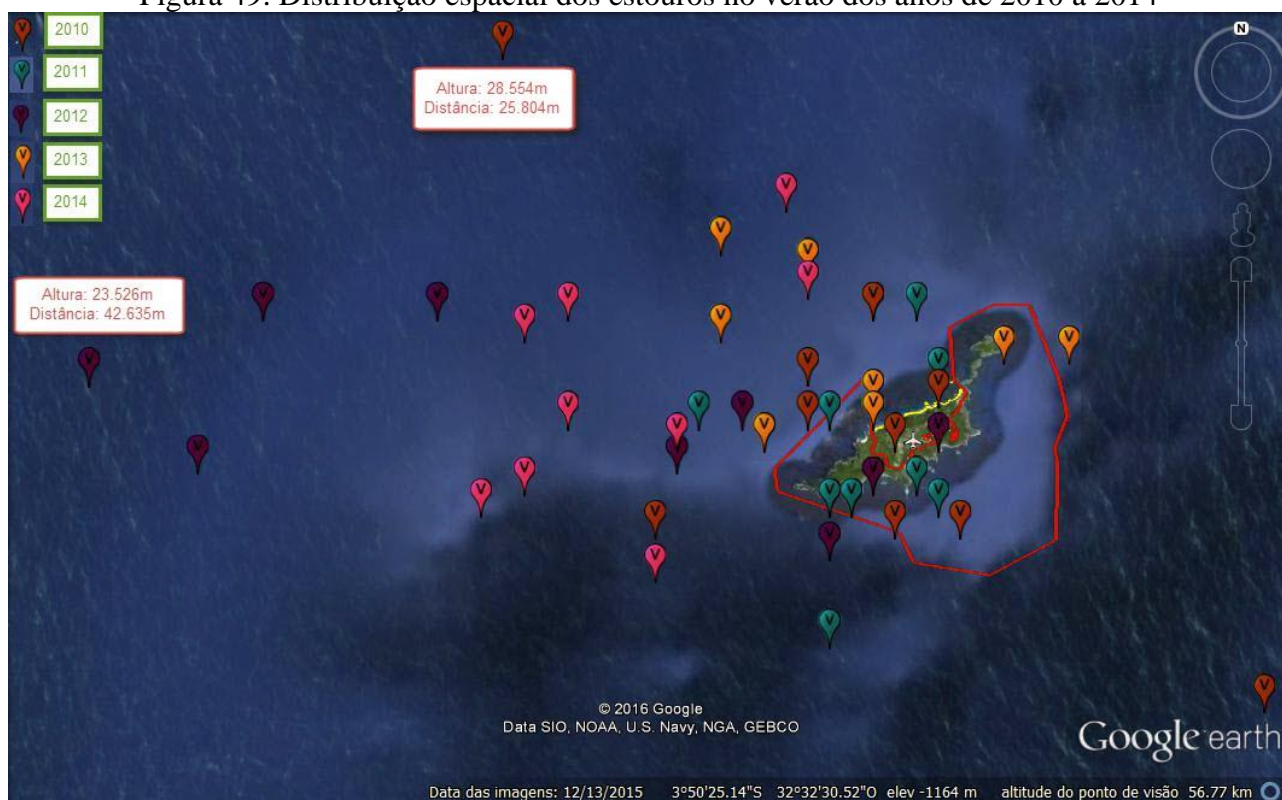 Figura 49: Distribuição espacial dos estouros no verão dos anos de 2010 a 2014
2010
2011
2012
2013
2014
Altura: 28.554m
Distância: 25.804m
Altura: 23.526m
Distância: 42.635m
N
© 2016 Google
Data SIO, NOAA, U.S. Navy, NGA, GEBCO
Google earth
Data das imagens: 12/13/2015 3°50'25.14"S 32°32'30.52"O elev -1164 m altitude do ponto de visão 56.77 km